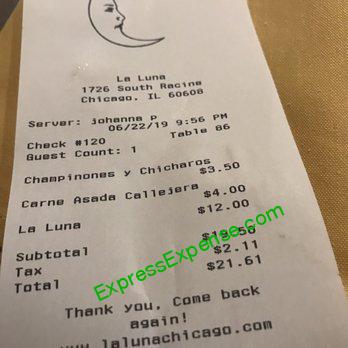 La Luna
1726 South Racine
Chicago, IL 60608
Server: johanna p
06/22/19 9:56 PM
Check #120 Table 86
Guest Count: 1
Champinones y Chicharos
$3.50
Carne Asada Callejera
$4.00
La Luna $12.00
Subtotal $19.50
Tax $2.11
Total $21.61
ExpressExpense.com
Thank you, Come back
again!
www.lalunachicago.com